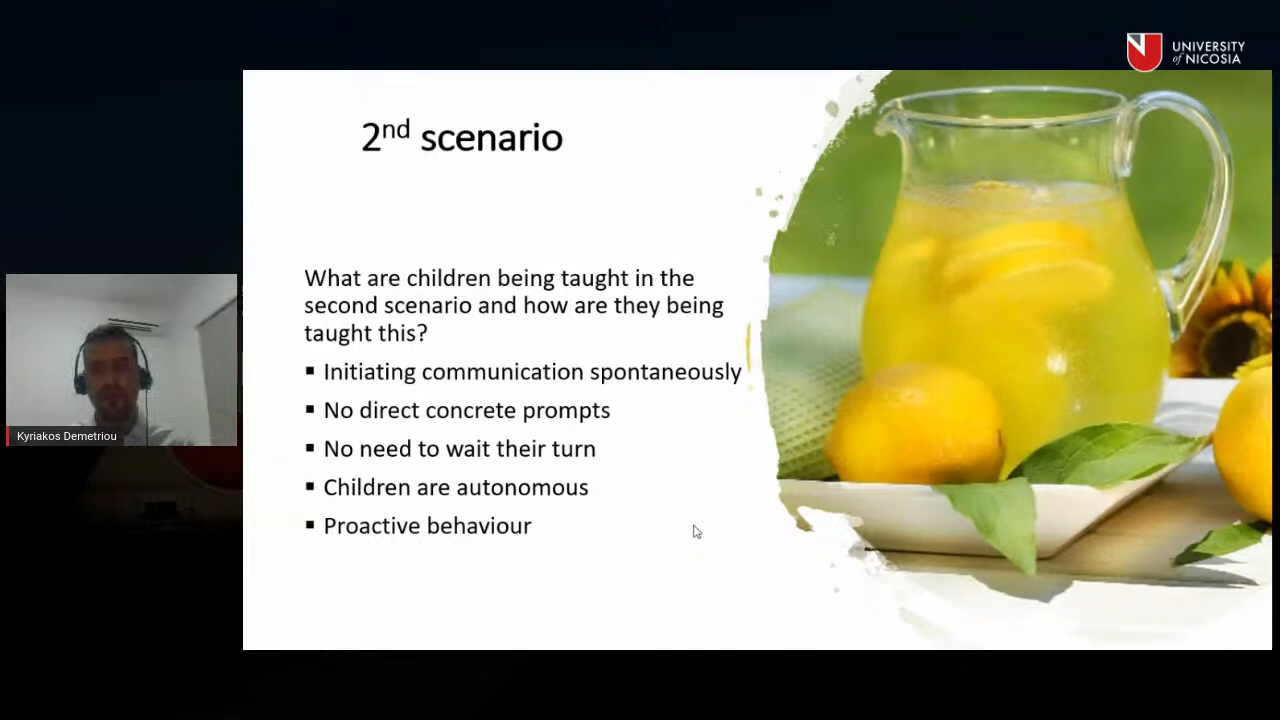 UNIVERSITY
of NICOSIA
2nd scenario
What are children being taught in the
second scenario and how are they being
taught this?
▪ Initiating communication spontaneously
▪ No direct concrete prompts
▪ No need to wait their turn
▪ Children are autonomous
▪ Proactive behaviour
Kyriakos Demetriou